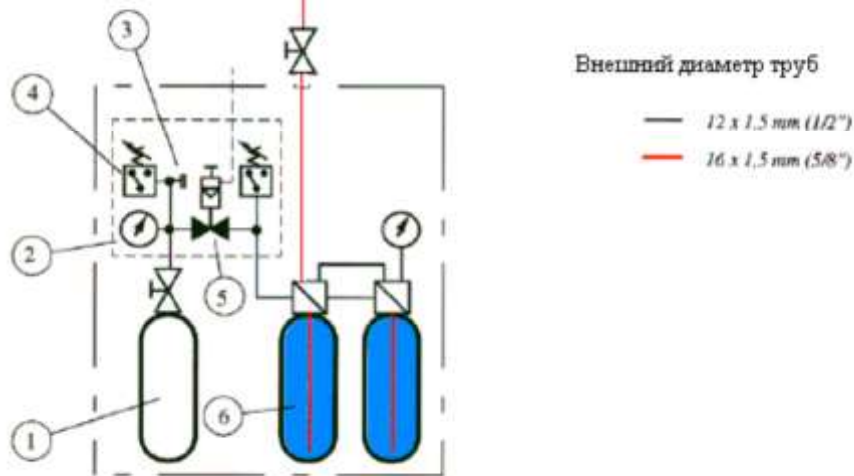 3
4
2
5
6
1
Внешний диаметр труб
12 x 1,5 mm (1/2")
16 x 1,5 mm (5/8")